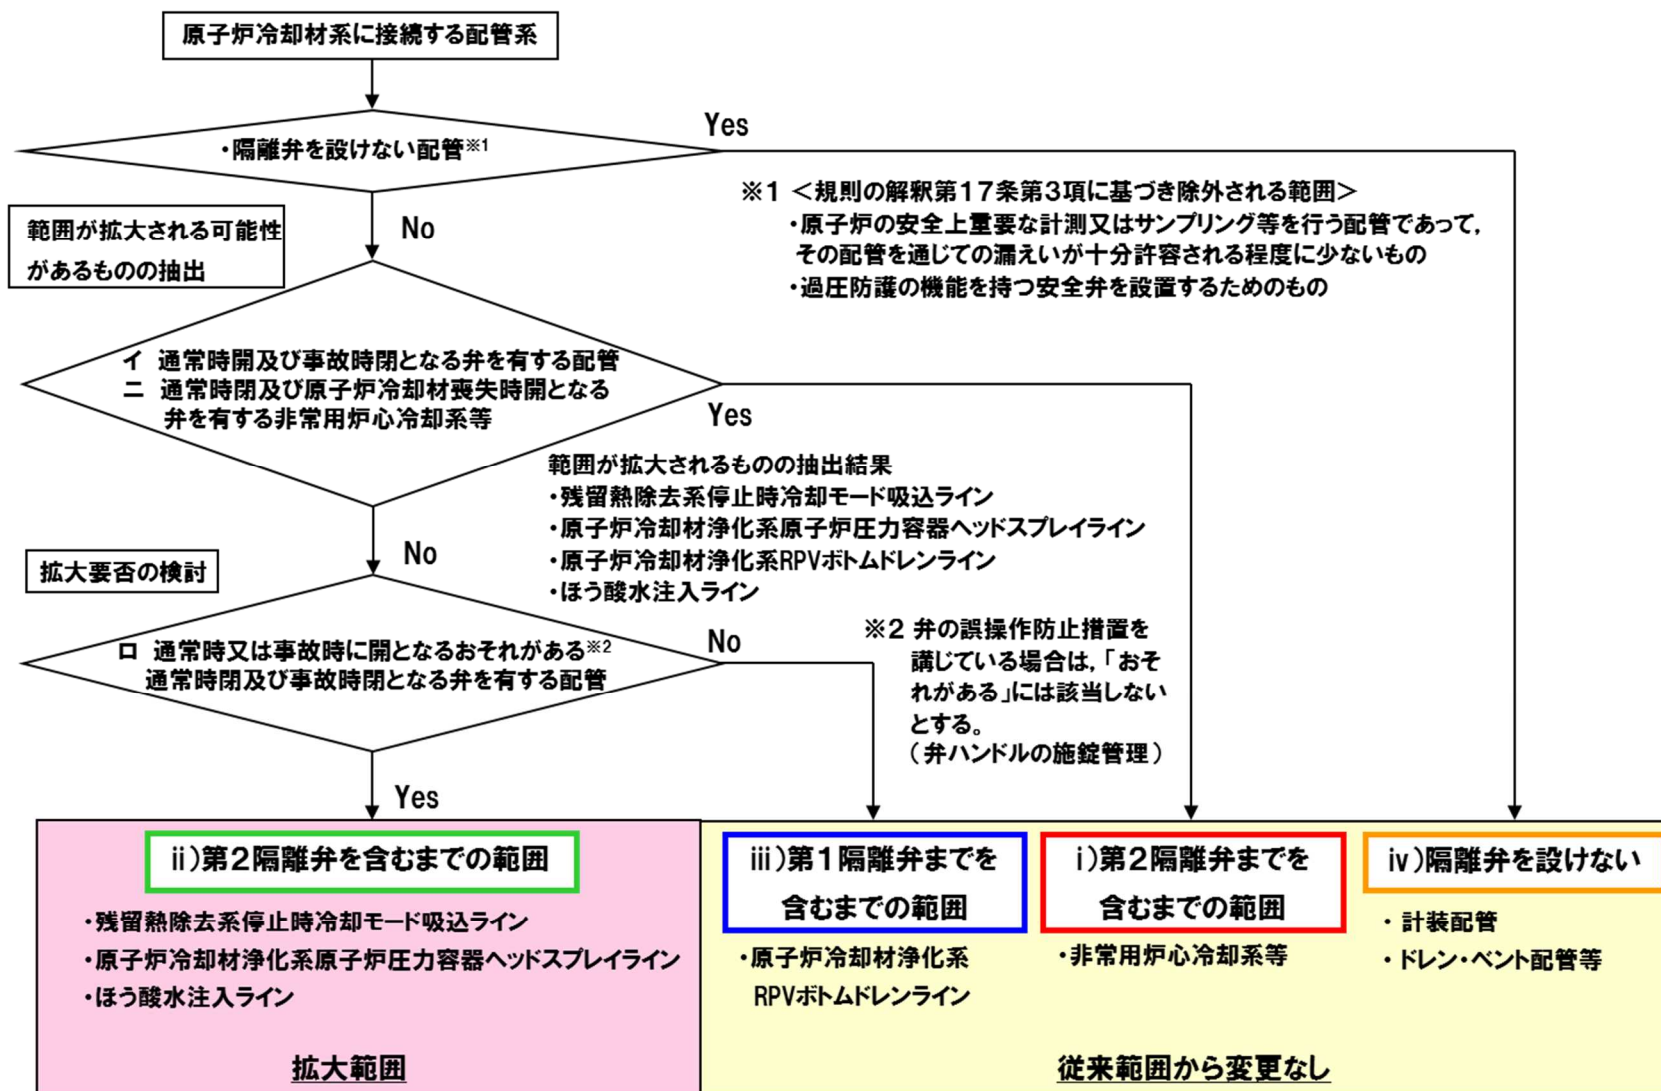 原子炉冷却材系に接続する配管系
・隔離弁を設けない配管※1
Yes
※1 <規則の解釈第17条第3項に基づき除外される範囲>
・原子炉の安全上重要な計測又はサンプリング等を行う配管であって,
その配管を通じての漏えいが十分許容される程度に少ないもの
・過圧防護の機能を持つ安全弁を設置するためのもの
No
範囲が拡大される可能性
があるものの抽出
イ 通常時開及び事故時閉となる弁を有する配管
ニ 通常時閉及び原子炉冷却材喪失時開となる
弁を有する非常用炉心冷却系等
Yes
範囲が拡大されるものの抽出結果
・残留熱除去系停止時冷却モード吸込ライン
・原子炉冷却材浄化系原子炉圧力容器ヘッドスプレイライン
・原子炉冷却材浄化系RPVボトムドレンライン
・ほう酸水注入ライン
No
拡大要否の検討
ロ 通常時又は事故時に開となるおそれがある※2
通常時閉及び事故時閉となる弁を有する配管
No
※2 弁の誤操作防止措置を
講じている場合は,「おそ
れがある」には該当しない
とする。
(弁ハンドルの施錠管理)
Yes
ⅱ)第2隔離弁を含むまでの範囲
・残留熱除去系停止時冷却モード吸込ライン
・原子炉冷却材浄化系原子炉圧力容器ヘッドスプレイライン
・ほう酸水注入ライン
拡大範囲
ⅲ)第1隔離弁までを
含むまでの範囲
・原子炉冷却材浄化系
RPVボトムドレンライン
ⅰ)第2隔離弁までを
含むまでの範囲
・非常用炉心冷却系等
ⅳ)隔離弁を設けない
・ 計装配管
・ ドレン・ベント配管等
従来範囲から変更なし